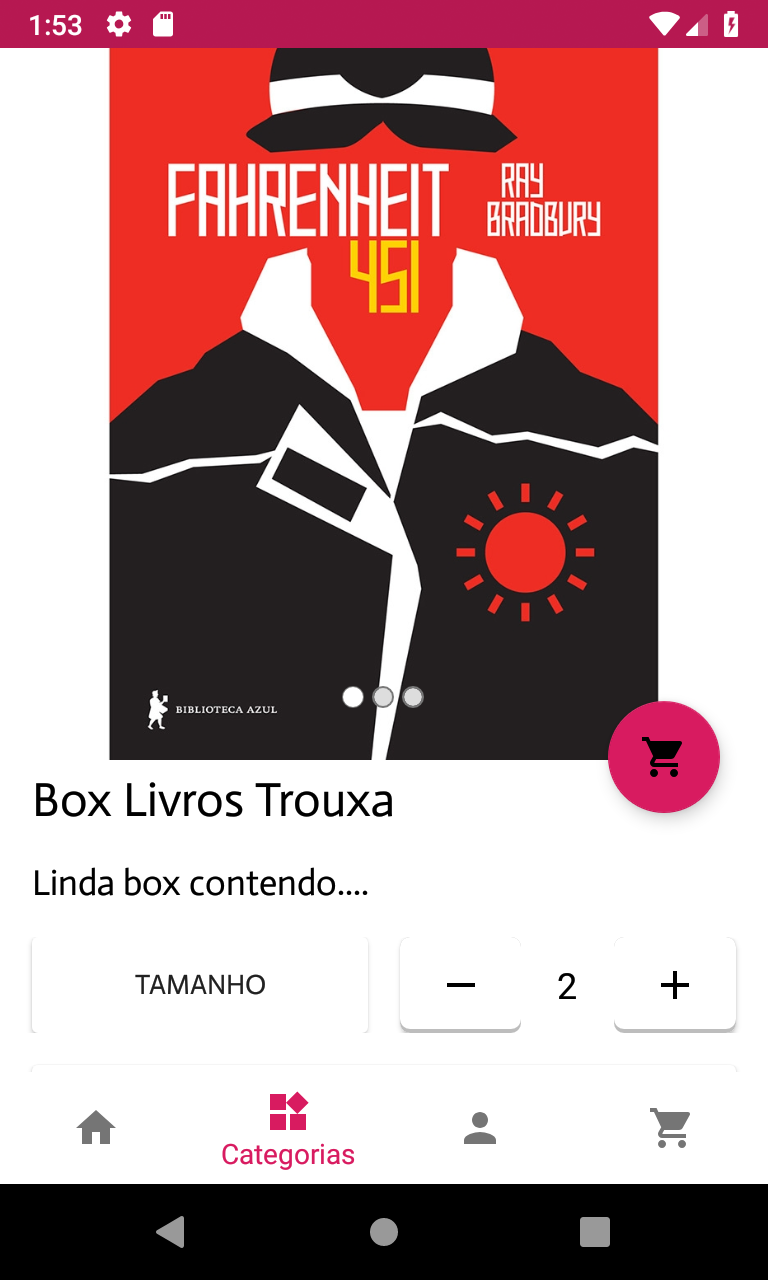 1:53
FAHRENHEIT
451
RAY
BRADBURY
BIBLIOTECA AZUL
Box Livros Trouxa
Linda box contendo....
TAMANHO
2
Categorias